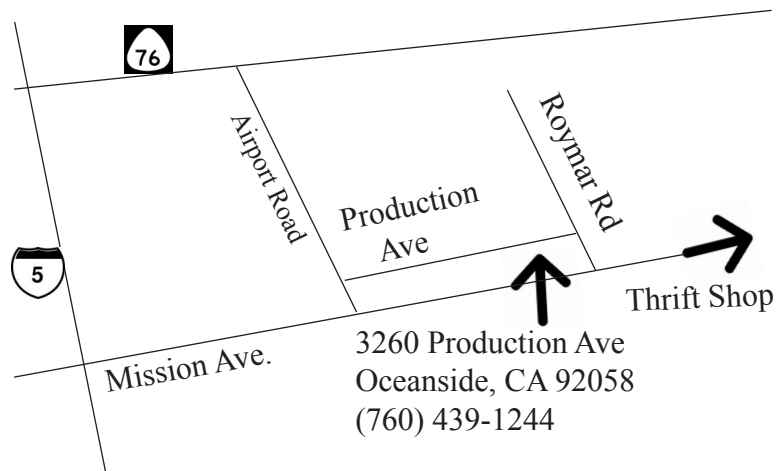 76
Airport Road
Roymar Rd
Production
Ave
5
Thrift Shop
Mission Ave.
3260 Production Ave
Oceanside, CA 92058
(760) 439-1244